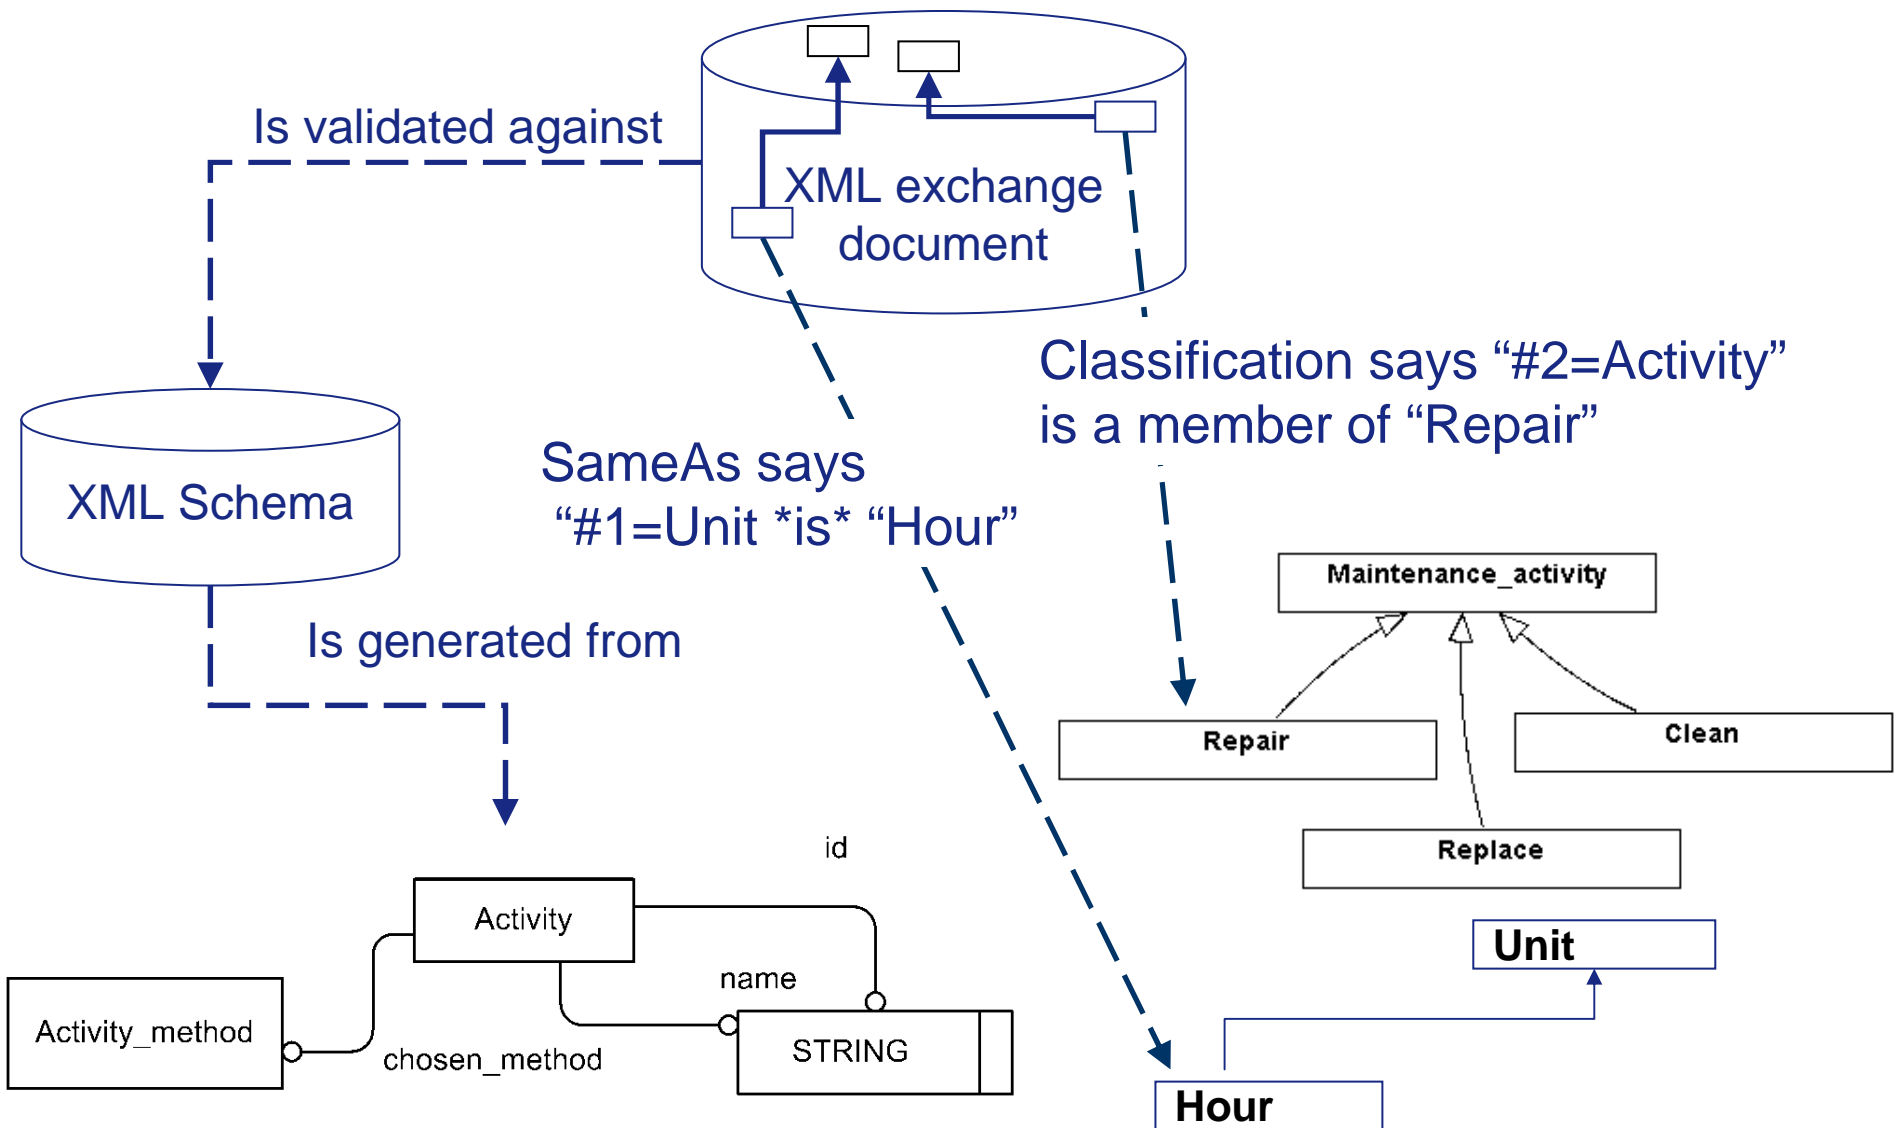 Is validated against
XML exchange
document
Classification says “#2=Activity”
is a member of “Repair”
SameAs says
“#1=Unit *is* “Hour”
XML Schema
Is generated from
Maintenance_activity
Repair
Clean
Replace
id
Activity
name
Unit
Activity_method
chosen_method
STRING
Hour